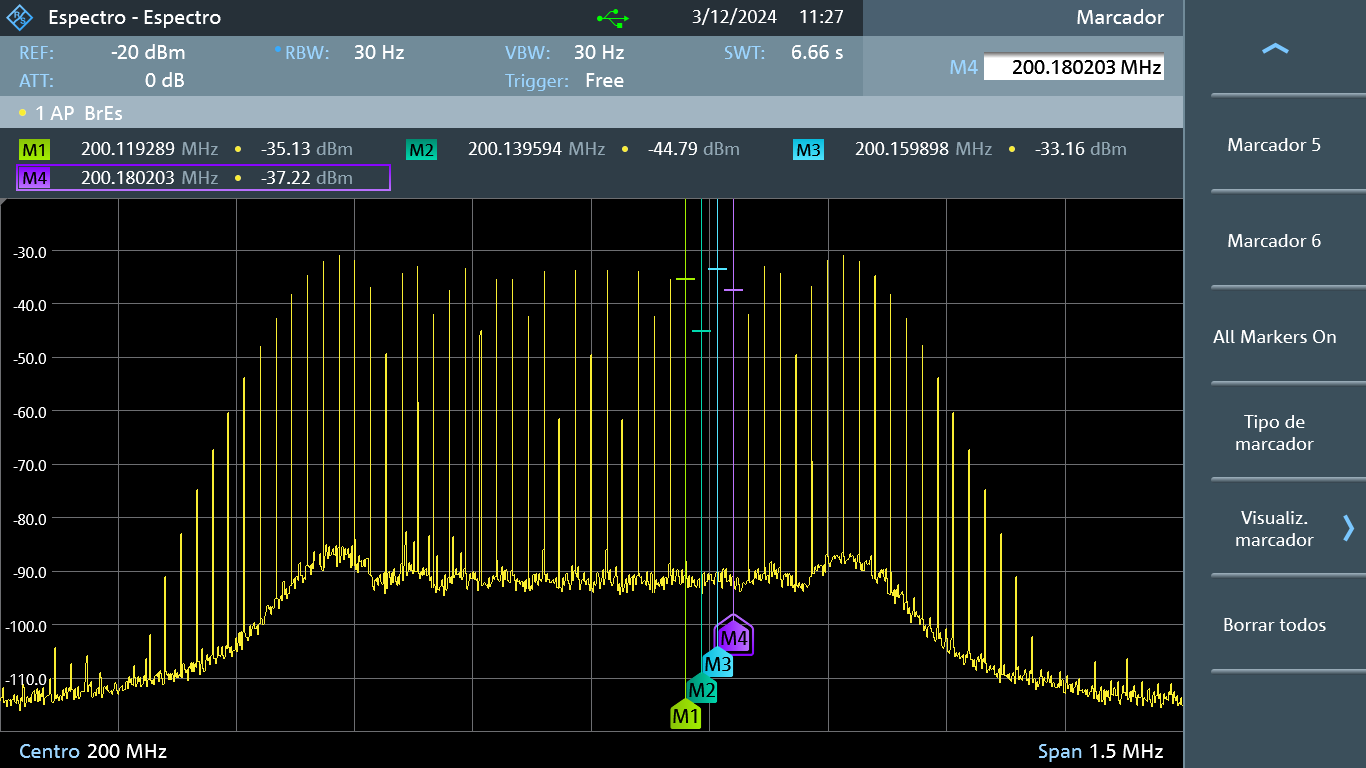 Espectro - Espectro 3/12/2024 11:27 Marcador
REF: -20 dBm RBW: 30 Hz VBW: 30 Hz SWT: 6.66 s
M4 200.180203 MHz
ATT: 0 dB Trigger: Free
1 AP BrEs
M1 200.119289 MHz -35.13 dBm M2 200.139594 MHz -44.79 dBm M3 200.159898 MHz -33.16 dBm
M4 200.180203 MHz -37.22 dBm
-30.0
-40.0
-50.0
-60.0
-70.0
-80.0
-90.0
-100.0
-110.0
M4
M3
M2
M1
Centro 200 MHz Span 1.5 MHz
Marcador 5
Marcador 6
All Markers On
Tipo de
marcador
Visualiz.
marcador
Borrar todos